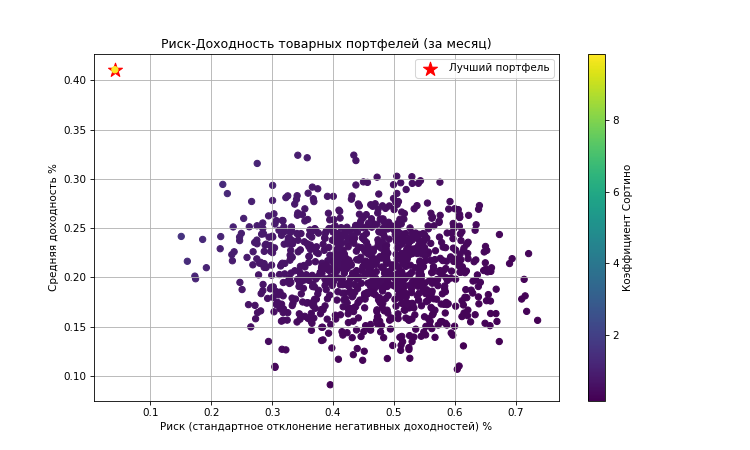 Риск-Доходность товарных портфелей (за месяц)
Лучший портфель
0.40
0.35
0.30
0.25
0.20
0.15
0.10
Средняя доходность %
0.1 0.2 0.3 0.4 0.5 0.6 0.7
Риск (стандартное отклонение негативных доходностей) %
8
6
4
2
Коэффициент Сортино